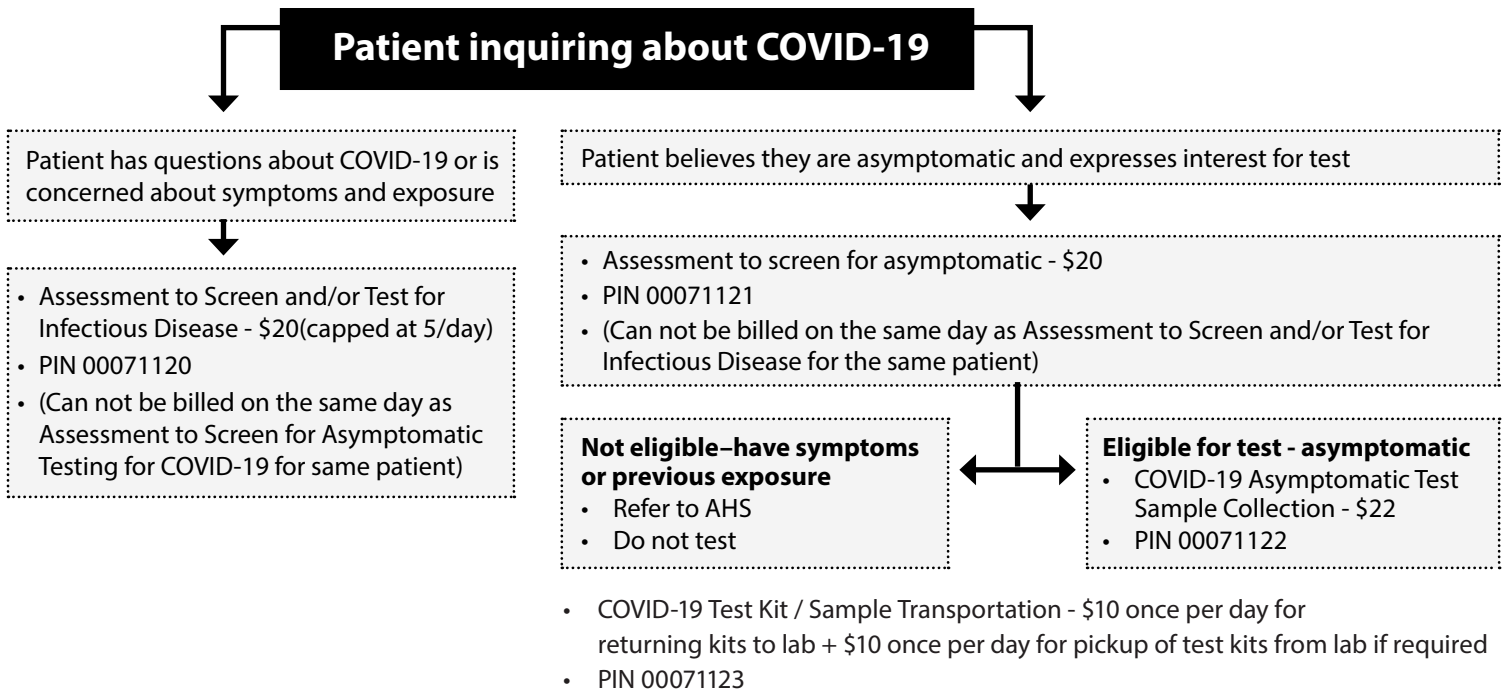 Patient inquiring about COVID-19
Patient has questions about COVID-19 or is
concerned about symptoms and exposure
• Assessment to Screen and/or Test for
Infectious Disease - $20(capped at 5/day)
• PIN 00071120
• (Can not be billed on the same day as
Assessment to Screen for Asymptomatic
Testing for COVID-19 for same patient)
Patient believes they are asymptomatic and expresses interest for test
• Assessment to screen for asymptomatic - $20
• PIN 00071121
• (Can not be billed on the same day as Assessment to Screen and/or Test for
Infectious Disease for the same patient)
Not eligible–have symptoms
or previous exposure
• Refer to AHS
• Do not test
Eligible for test - asymptomatic
• COVID-19 Asymptomatic Test
Sample Collection - $22
• PIN 00071122
• COVID-19 Test Kit / Sample Transportation - $10 once per day for
returning kits to lab + $10 once per day for pickup of test kits from lab if required
• PIN 00071123